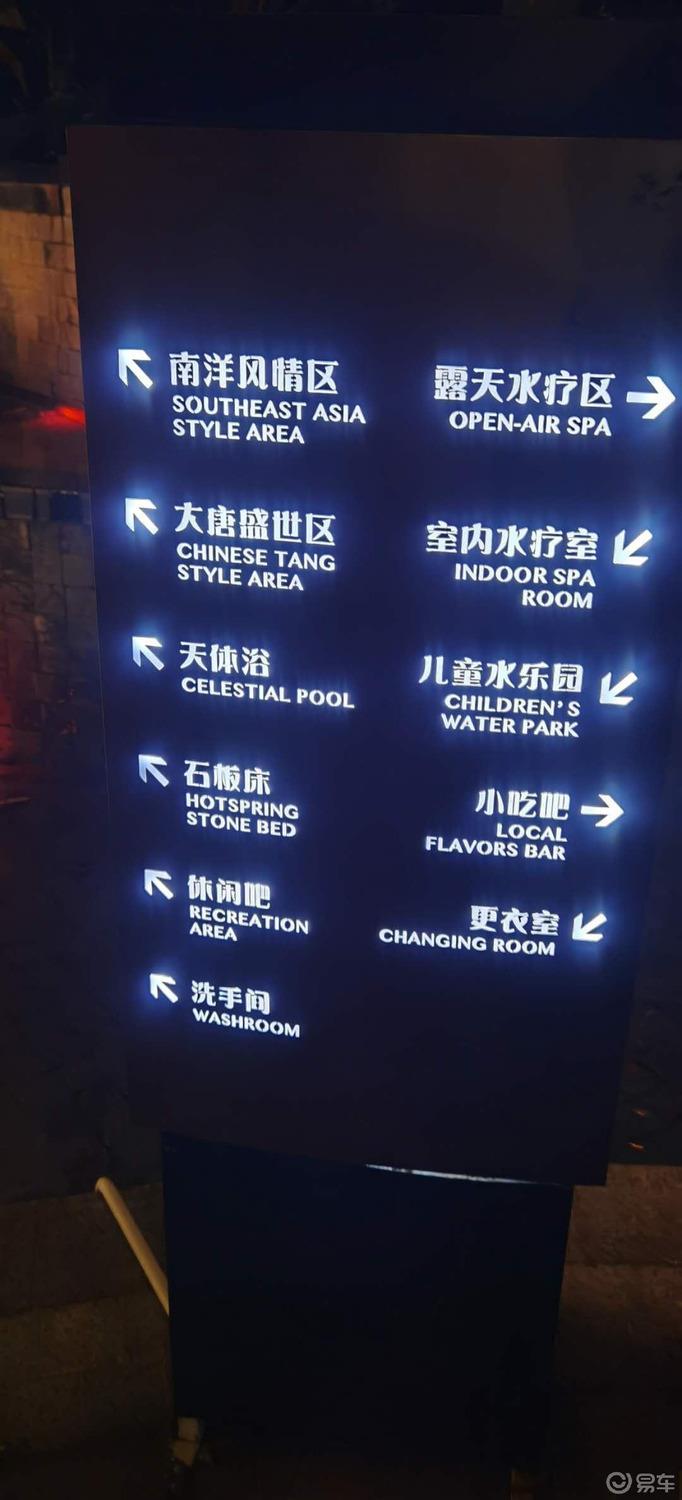 南洋风情区
SOUTHEAST ASIA
STYLE AREA
大唐盛世区
CHINESE TANG
STYLE AREA
天体浴
CELESTIAL POOL
石板床
HOTSPRING
STONE BED
休闲吧
RECREATION
AREA
洗手间
WASHROOM
露天水疗区
OPEN-AIR SPA
室内水疗室
INDOOR SPA
ROOM
儿童水乐园
CHILDREN'S
WATER PARK
小吃吧
LOCAL
FLAVORS BAR
更衣室
CHANGING ROOM
易车